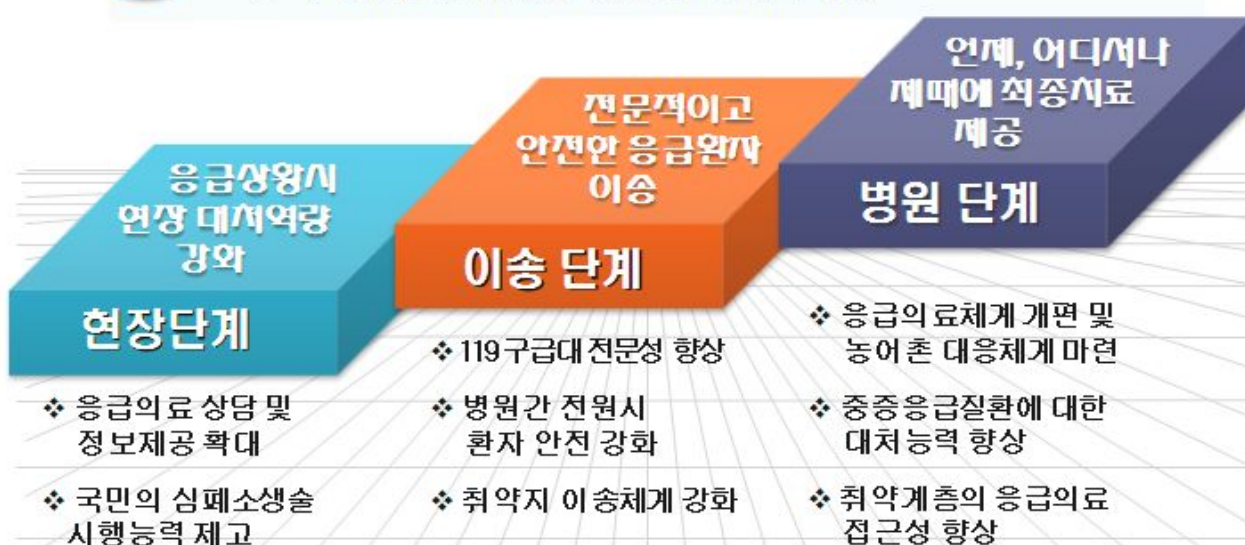 응급상황시
현장 대처역량
강화
현장단계
❖ 응급의료 상담 및
정보제공 확대
❖ 국민의 심폐소생술
시행능력 제고
전문적이고
안전한 응급환자
이송
이송 단계
❖ 119구급대 전문성 향상
❖ 병원간 전원시
환자 안전 강화
❖ 취약지 이송체계 강화
언제, 어디서나
제때에 최종치료
제공
병원 단계
❖ 응급의료체계 개편 및
농어촌 대응체계 마련
❖ 중증응급질환에 대한
대처능력 향상
❖ 취약계층의 응급의료
접근성 향상